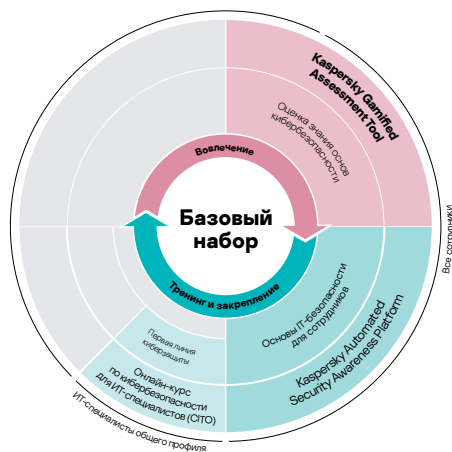 Kaspersky Gamified
Assessment Tool
Оценка знания основ
кибербезопасности
Вовлечение
Базовый
набор
Тренинг и закрепление
Все сотрудники
Основы IT-безопасности
для сотрудников
Kaspersky Automated
Security Awareness Platform
Первая линия
киберзащиты
Онлайн-курс
по кибербезопасности
для ИТ-специалистов (CITO)
ИТ-специалисты общего профиля